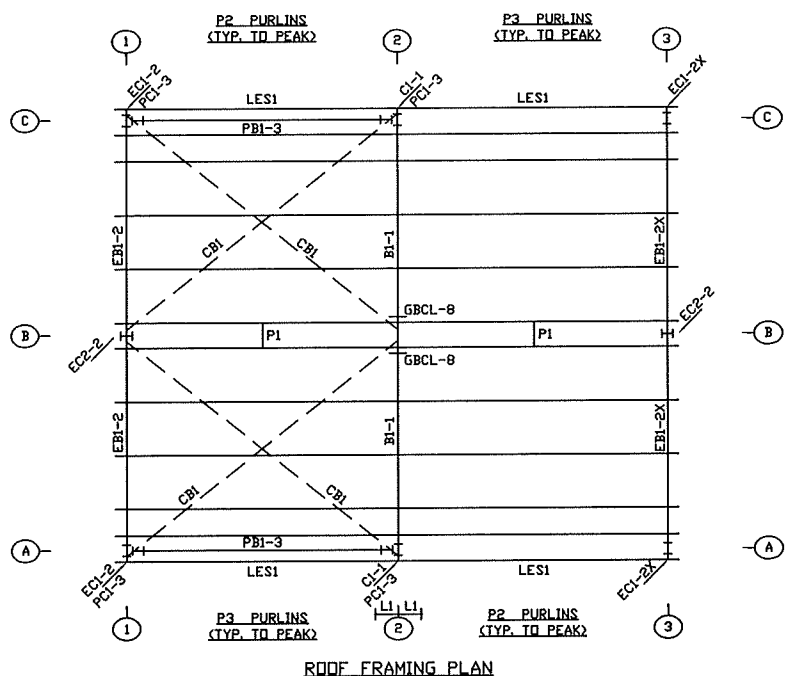 P2 PURLINS
(TYP. TO PEAK)
P3 PURLINS
(TYP. TO PEAK)
1
2
3
EC1-2
PC1-3
C1-1
PC1-3
EC1-2X
LES1
LES1
C
C
PB1-3
EB1-2
CB1
CB1
B1-1
EB1-2X
GBCL-8
EC2-2
B
P1
P1
B
EC2-2
GBCL-8
EB1-2
B1-1
EB1-2X
CB1
CB1
PB1-3
A
A
LES1
LES1
EC1-2
PC1-3
C1-1
PC1-3
EC1-2X
L1
L1
1
2
3
P3 PURLINS
(TYP. TO PEAK)
P2 PURLINS
(TYP. TO PEAK)
ROOF FRAMING PLAN